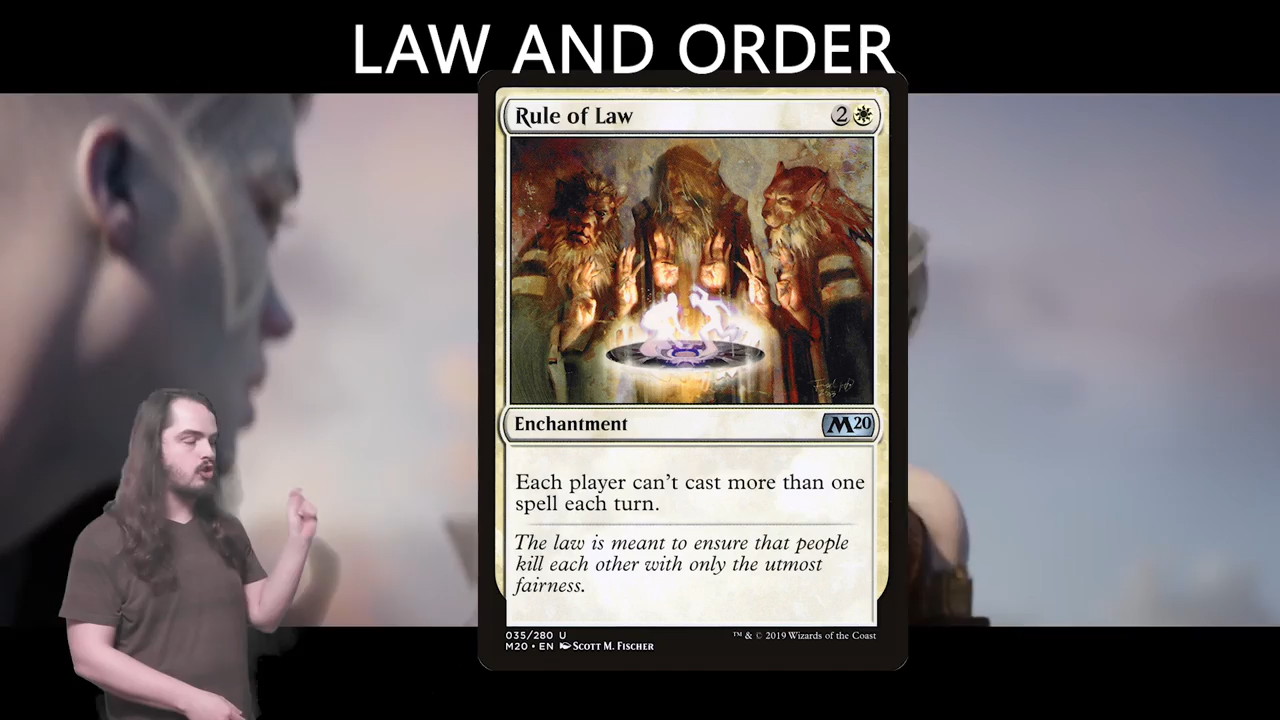 LAW AND ORDER
Rule of Law 2
Enchantment M20
Each player can't cast more than one
spell each turn.
The law is meant to ensure that people
kill each other with only the utmost
fairness.
035/280 U ™ & © 2019 Wizards of the Coast
M20 • EN Scott M. Fischer